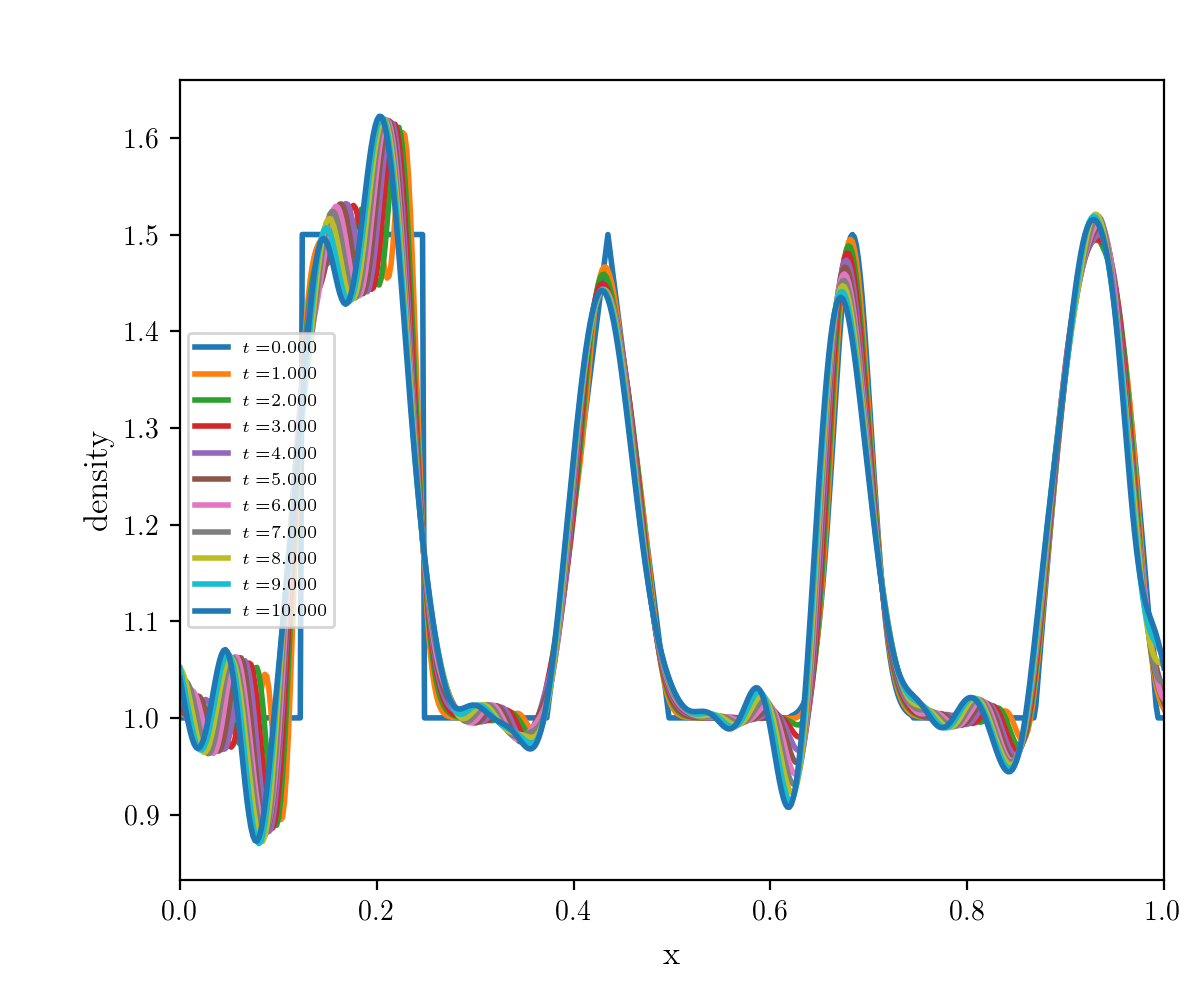 1.6
1.5
1.4
1.3
1.2
1.1
1.0
0.9
density
t =0.000
t =1.000
t =2.000
t =3.000
t =4.000
t =5.000
t =6.000
t =7.000
t =8.000
t =9.000
t =10.000
0.0 0.2 0.4 0.6 0.8 1.0
x